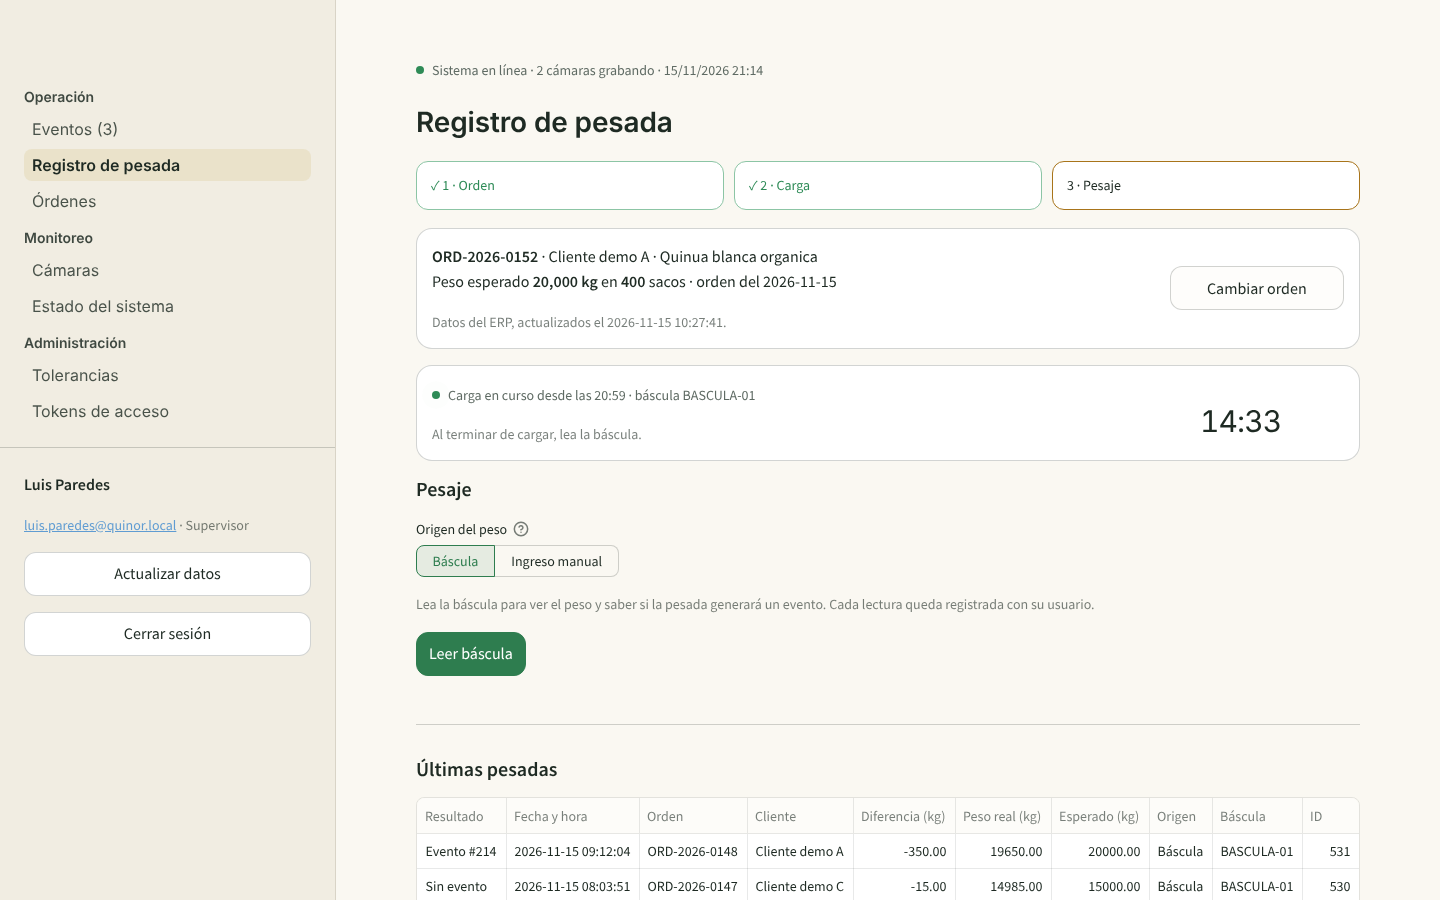 Operación
Eventos (3)
Registro de pesada
Órdenes
Monitoreo
Cámaras
Estado del sistema
Administración
Tolerancias
Tokens de acceso
Luis Paredes
luis.paredes@quinor.local · Supervisor
Actualizar datos
Cerrar sesión
Sistema en línea · 2 cámaras grabando · 15/11/2026 21:14
Registro de pesada
✓ 1 · Orden
✓ 2 · Carga
3 · Pesaje
ORD-2026-0152 · Cliente demo A · Quinua blanca organica
Peso esperado 20,000 kg en 400 sacos · orden del 2026-11-15
Datos del ERP, actualizados el 2026-11-15 10:27:41.
Cambiar orden
Carga en curso desde las 20:59 · báscula BASCULA-01
Al terminar de cargar, lea la báscula.
14:33
Pesaje
Origen del peso
Báscula
Ingreso manual
Lea la báscula para ver el peso y saber si la pesada generará un evento. Cada lectura queda registrada con su usuario.
Leer báscula
Últimas pesadas
Resultado Fecha y hora Orden Cliente Diferencia (kg) Peso real (kg) Esperado (kg) Origen Báscula ID
Evento #214 2026-11-15 09:12:04 ORD-2026-0148 Cliente demo A -350.00 19650.00 20000.00 Báscula BASCULA-01 531
Sin evento 2026-11-15 08:03:51 ORD-2026-0147 Cliente demo C -15.00 14985.00 15000.00 Báscula BASCULA-01 530